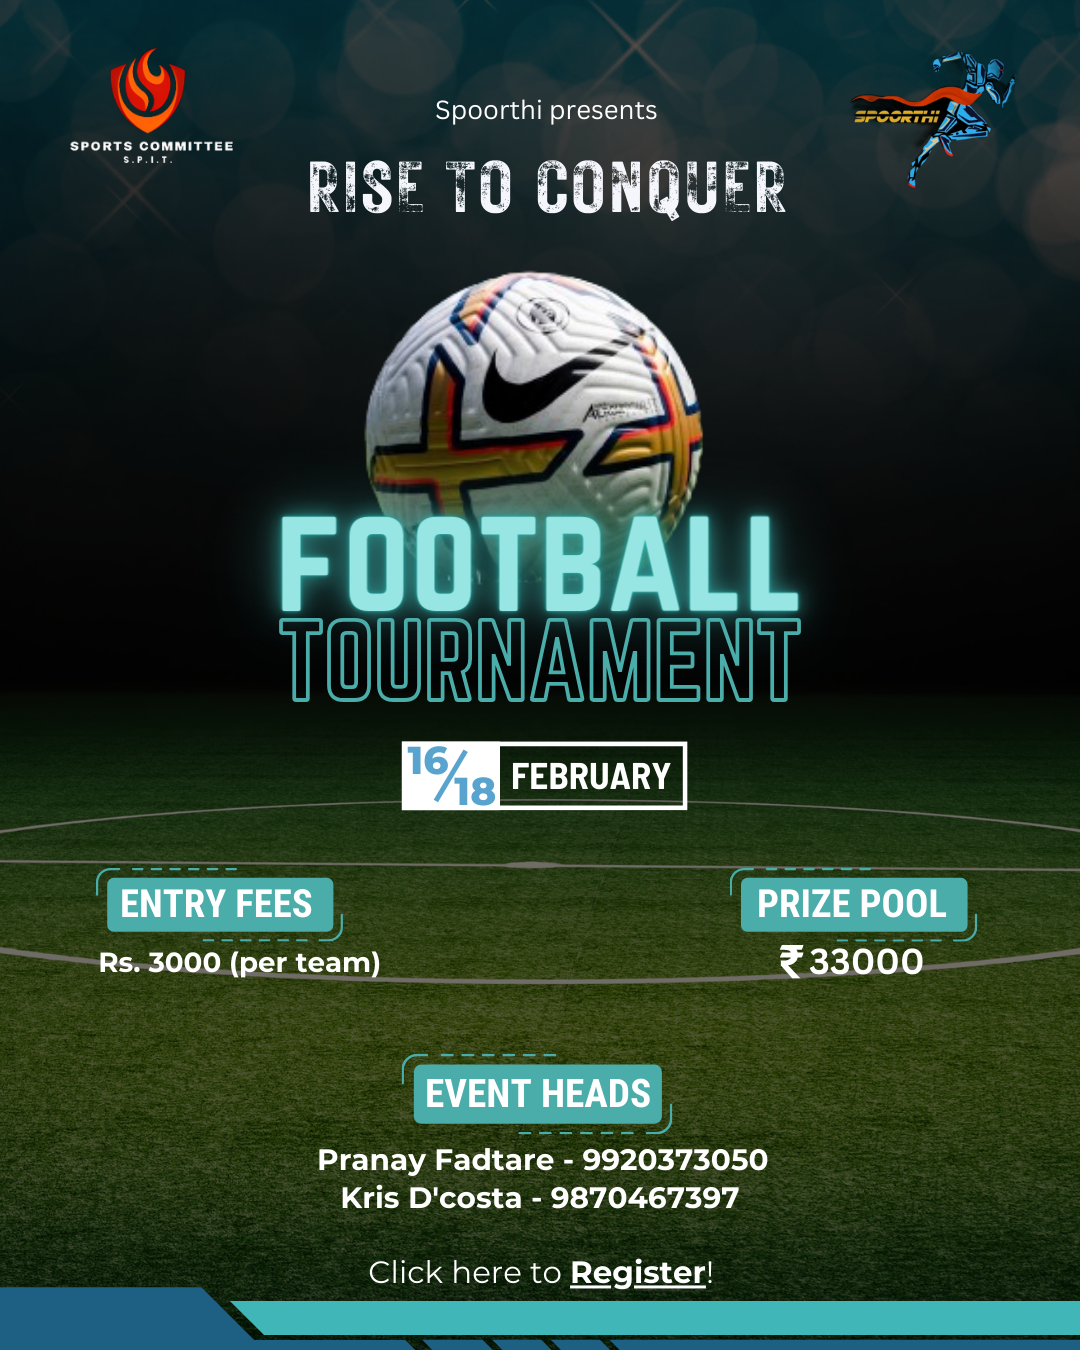 SPORTS COMMITTEE
S.P.I.T.
Spoorthi presents
SPOORTHI
RISE TO CONQUER
FOOTBALL
TOURNAMENT
16/18 FEBRUARY
ENTRY FEES
Rs. 3000 (per team)
PRIZE POOL
₹33000
EVENT HEADS
Pranay Fadtare - 9920373050
Kris D'costa - 9870467397
Click here to Register!